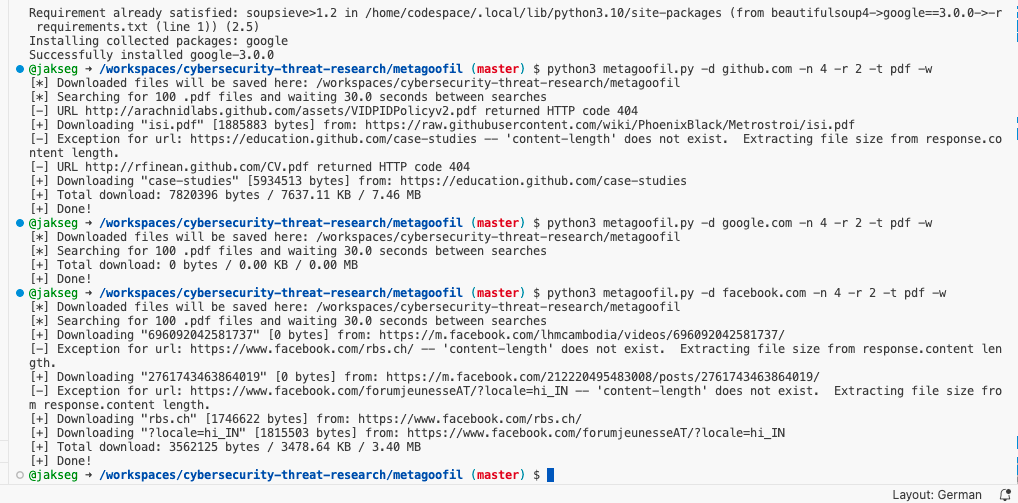 Requirement already satisfied: soupsieve>1.2 in /home/codespace/.local/lib/python3.10/site-packages (from beautifulsoup4->google==3.0.0->-r
requirements.txt (line 1)) (2.5)
Installing collected packages: google
Successfully installed google-3.0.0
@jakseg → /workspaces/cybersecurity-threat-research/metagoofil (master) $ python3 metagoofil.py -d github.com -n 4 -r 2 -t pdf -w
[*] Downloaded files will be saved here: /workspaces/cybersecurity-threat-research/metagoofil
[*] Searching for 100 .pdf files and waiting 30.0 seconds between searches
[-] URL http://arachnidlabs.github.com/assets/VIDPIDPolicyv2.pdf returned HTTP code 404
[+] Downloading "isi.pdf" [1885883 bytes] from: https://raw.githubusercontent.com/wiki/PhoenixBlack/Metrostroi/isi.pdf
[-] Exception for url: https://education.github.com/case-studies -- 'content-length' does not exist.  Extracting file size from response.co
ntent length.
[-] URL http://rfinean.github.com/CV.pdf returned HTTP code 404
[+] Downloading "case-studies" [5934513 bytes] from: https://education.github.com/case-studies
[+] Total download: 7820396 bytes / 7637.11 KB / 7.46 MB
[+] Done!
@jakseg → /workspaces/cybersecurity-threat-research/metagoofil (master) $ python3 metagoofil.py -d google.com -n 4 -r 2 -t pdf -w
[*] Downloaded files will be saved here: /workspaces/cybersecurity-threat-research/metagoofil
[*] Searching for 100 .pdf files and waiting 30.0 seconds between searches
[+] Total download: 0 bytes / 0.00 KB / 0.00 MB
[+] Done!
@jakseg → /workspaces/cybersecurity-threat-research/metagoofil (master) $ python3 metagoofil.py -d facebook.com -n 4 -r 2 -t pdf -w
[*] Downloaded files will be saved here: /workspaces/cybersecurity-threat-research/metagoofil
[*] Searching for 100 .pdf files and waiting 30.0 seconds between searches
[+] Downloading "696092042581737" [0 bytes] from: https://m.facebook.com/lhmcambodia/videos/696092042581737/
[-] Exception for url: https://www.facebook.com/rbs.ch/ -- 'content-length' does not exist.  Extracting file size from response.content len
gth.
[+] Downloading "2761743463864019" [0 bytes] from: https://m.facebook.com/212220495483008/posts/2761743463864019/
[-] Exception for url: https://www.facebook.com/forumjeunesseAT/?locale=hi_IN -- 'content-length' does not exist.  Extracting file size fro
m response.content length.
[+] Downloading "rbs.ch" [1746622 bytes] from: https://www.facebook.com/rbs.ch/
[+] Downloading "?locale=hi_IN" [1815503 bytes] from: https://www.facebook.com/forumjeunesseAT/?locale=hi_IN
[+] Total download: 3562125 bytes / 3478.64 KB / 3.40 MB
[+] Done!
@jakseg → /workspaces/cybersecurity-threat-research/metagoofil (master) $
Layout: German